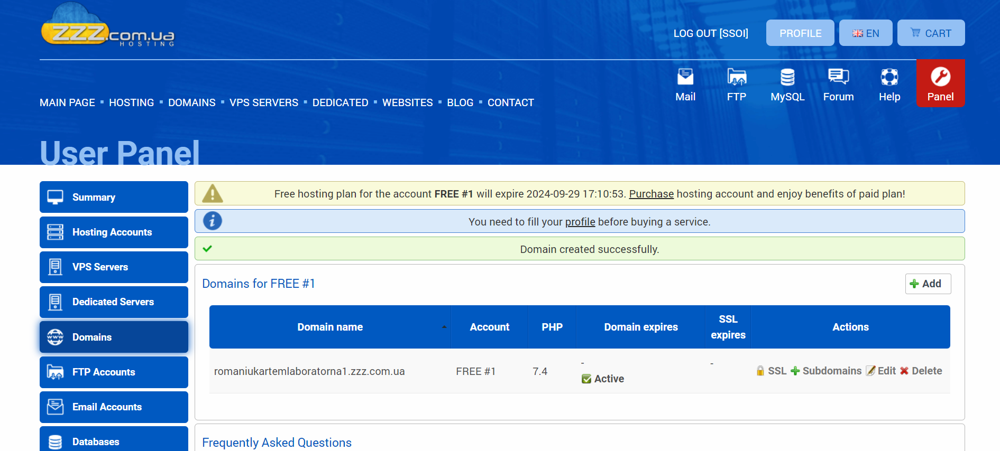 zzz.com.ua
HOSTING
LOG OUT [SSOI]
PROFILE
EN
CART
MAIN PAGE
HOSTING
DOMAINS
VPS SERVERS
DEDICATED
WEBSITES
BLOG
CONTACT
Mail
FTP
MySQL
Forum
Help
Panel
User Panel
Summary
Hosting Accounts
VPS Servers
Dedicated Servers
www
Domains
FTP Accounts
Email Accounts
Databases
Free hosting plan for the account FREE #1 will expire 2024-09-29 17:10:53. Purchase hosting account and enjoy benefits of paid plan!
You need to fill your profile before buying a service.
Domain created successfully.
Domains for FREE #1
Add
Domain name
Account
PHP
Domain expires
SSL
expires
Actions
romaniukartemlaboratorna1.zzz.com.ua
FREE #1
7.4
-
Active
-
SSL
Subdomains
Edit
Delete
Frequently Asked Questions